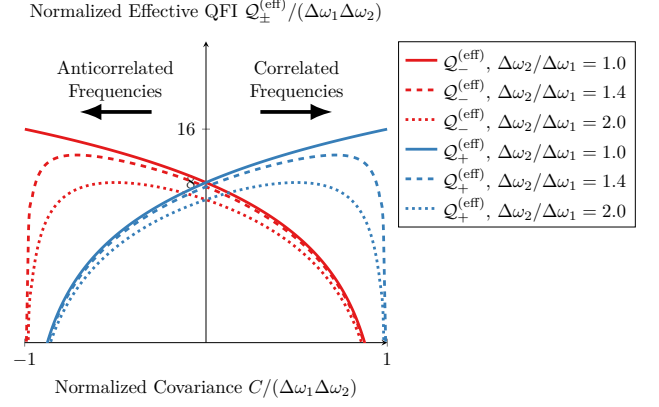 Normalized Effective QFI 𝒬±^(eff)/(Δω₁Δω₂)
Anticorrelated
Frequencies
Correlated
Frequencies
16
𝒬₋^(eff), Δω₂/Δω₁ = 1.0
𝒬₋^(eff), Δω₂/Δω₁ = 1.4
𝒬₋^(eff), Δω₂/Δω₁ = 2.0
𝒬₊^(eff), Δω₂/Δω₁ = 1.0
𝒬₊^(eff), Δω₂/Δω₁ = 1.4
𝒬₊^(eff), Δω₂/Δω₁ = 2.0
−1
1
Normalized Covariance C/(Δω₁Δω₂)